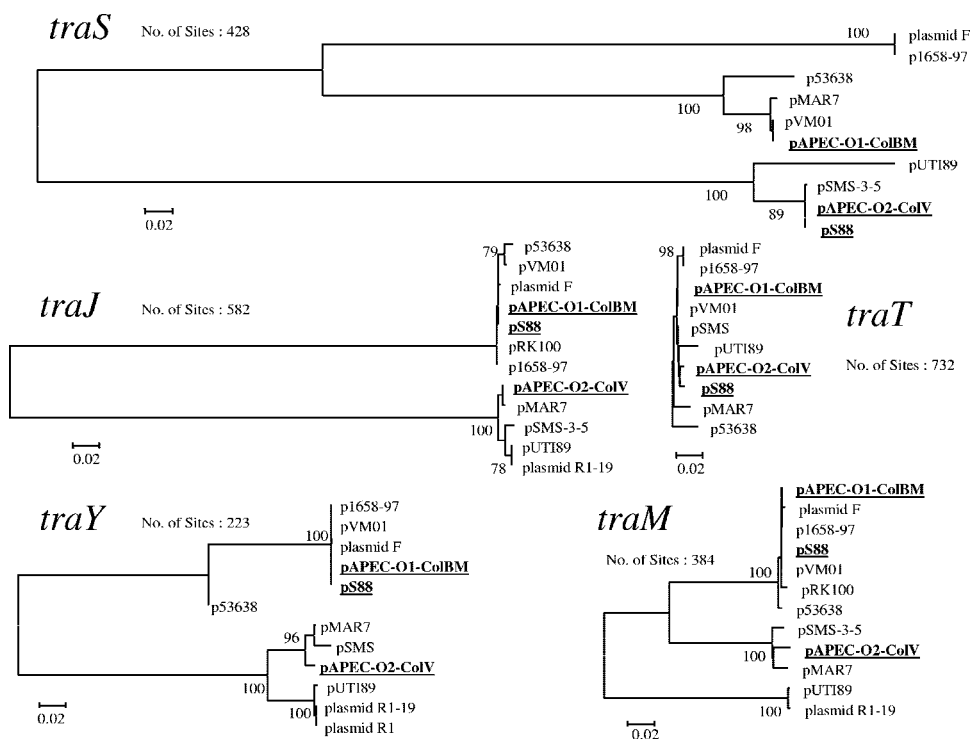 traS No. of Sites : 428
100
plasmid F
p1658-97
p53638
100
pMAR7
98
pVM01
pAPEC-O1-ColBM
pUTI89
100
pSMS-3-5
89
pAPEC-O2-ColV
pS88
0.02
traJ No. of Sites : 582
79
p53638
pVM01
plasmid F
pAPEC-O1-ColBM
pS88
pRK100
p1658-97
pAPEC-O2-ColV
pMAR7
100
pSMS-3-5
pUTI89
78
plasmid R1-19
0.02
traT
No. of Sites : 732
98
plasmid F
p1658-97
pAPEC-O1-ColBM
pVM01
pSMS
pUTI89
pAPEC-O2-ColV
pS88
pMAR7
p53638
0.02
traY No. of Sites : 223
p1658-97
pVM01
100
plasmid F
pAPEC-O1-ColBM
pS88
p53638
pMAR7
96
pSMS
pAPEC-O2-ColV
100
pUTI89
100
plasmid R1-19
plasmid R1
0.02
traM
No. of Sites : 384
pAPEC-O1-ColBM
plasmid F
p1658-97
pS88
100
pVM01
pRK100
p53638
pSMS-3-5
pAPEC-O2-ColV
100
pMAR7
pUTI89
100
plasmid R1-19
0.02